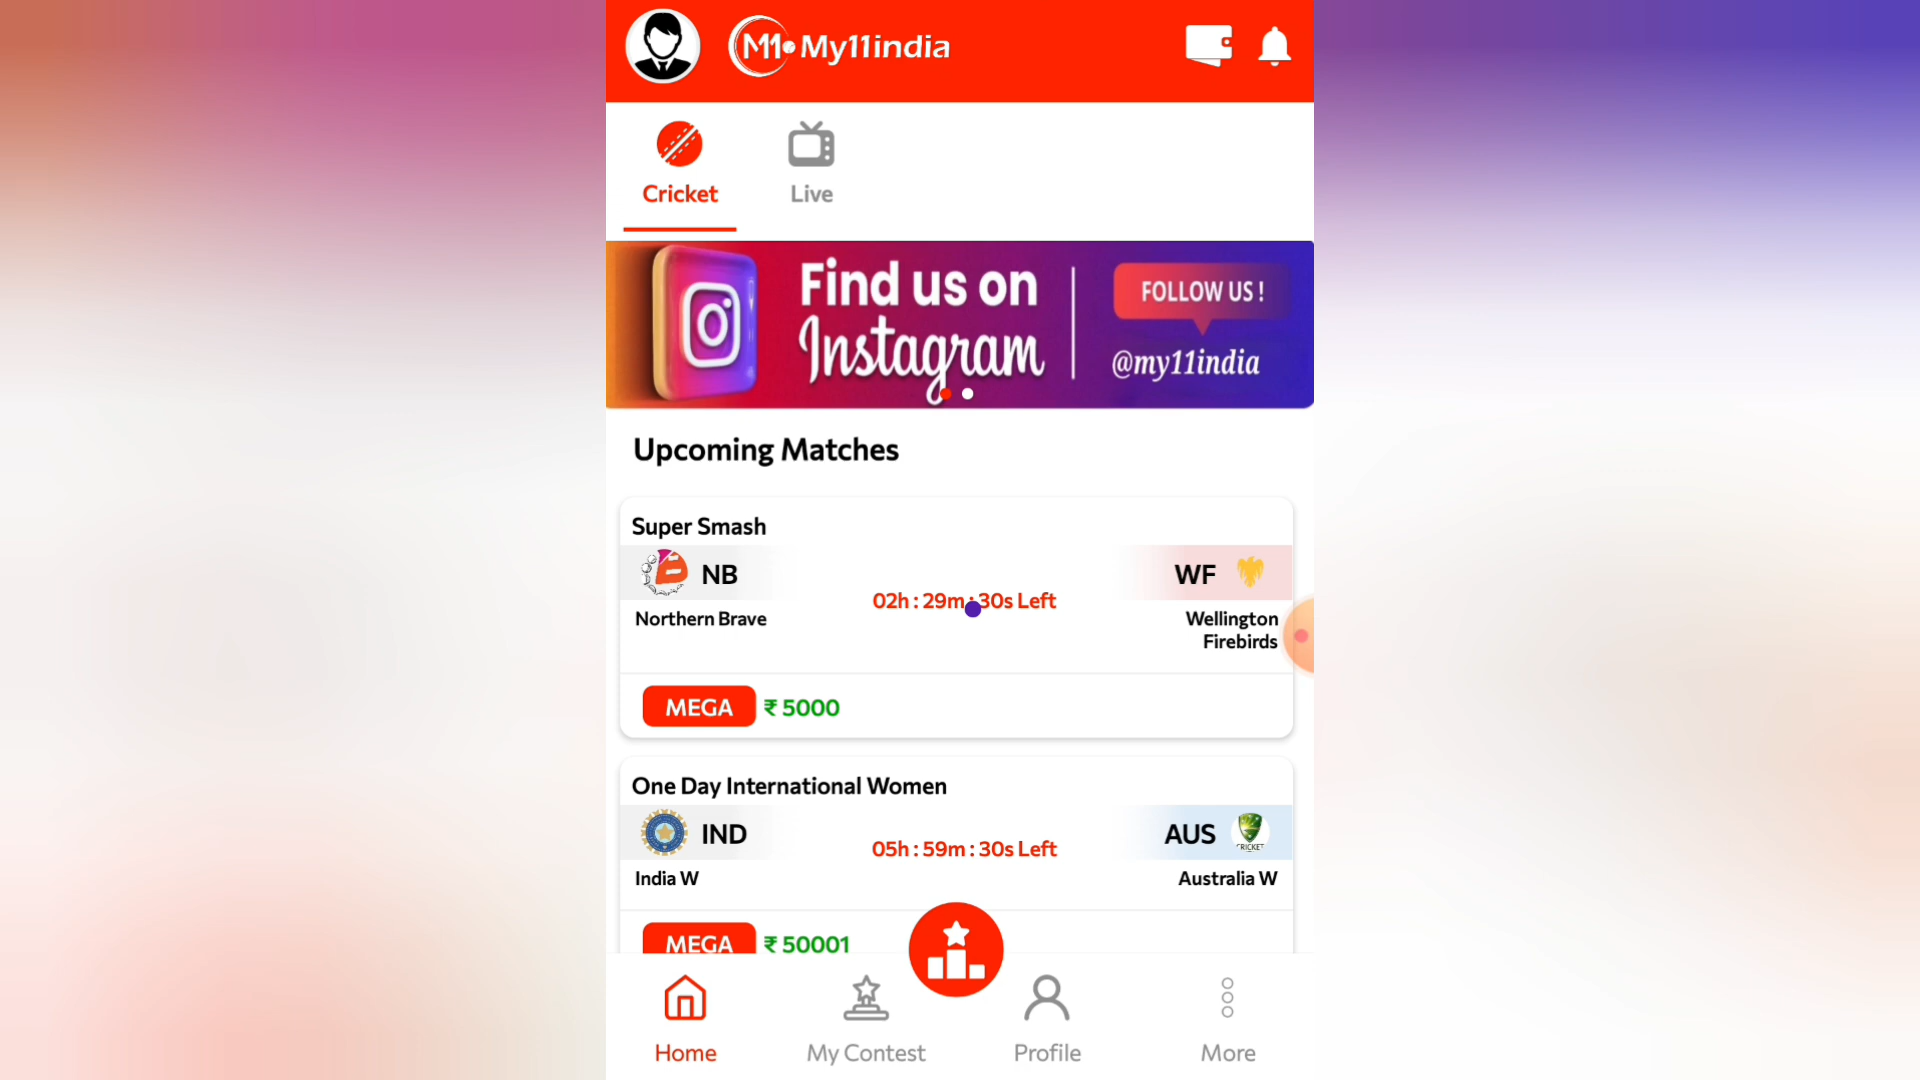 M11 My11india
Cricket
Live
Find us on
Instagram
FOLLOW US !
@my11india
Upcoming Matches
Super Smash
NB
WF
02h : 29m : 30s Left
Northern Brave
Wellington
Firebirds
MEGA ₹ 5000
One Day International Women
IND
AUS
CRICKET
05h : 59m : 30s Left
India W
Australia W
MEGA ₹ 50001
Home
My Contest
Profile
More